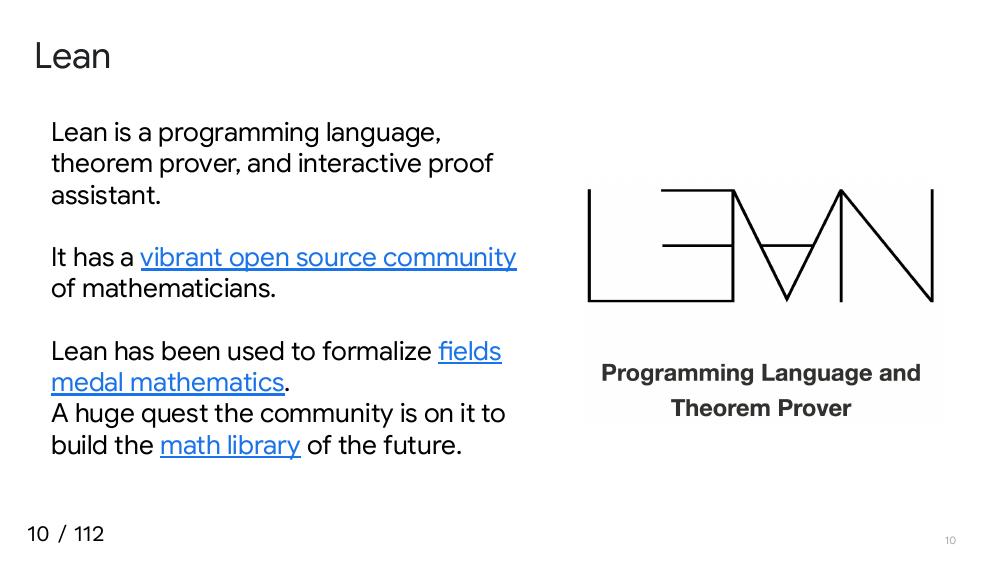 Lean
Lean is a programming language,
theorem prover, and interactive proof
assistant.
It has a vibrant open source community
of mathematicians.
Lean has been used to formalize fields
medal mathematics.
A huge quest the community is on it to
build the math library of the future.
L∃∀N
Programming Language and
Theorem Prover
10 / 112
10